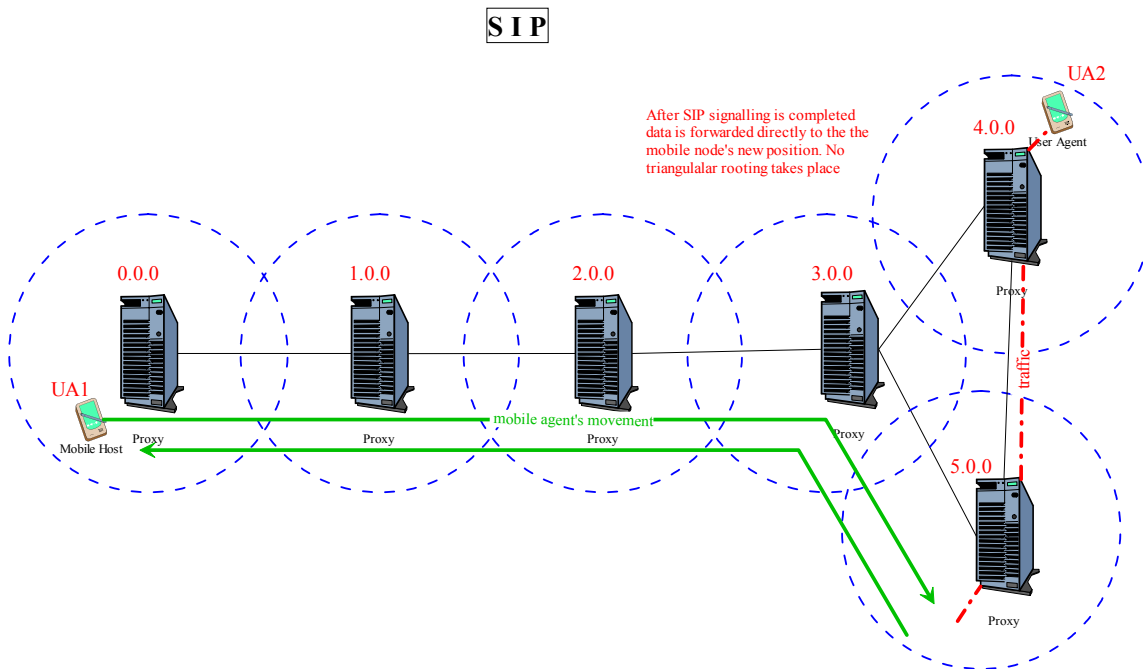 S I P
UA2
After SIP signalling is completed
data is forwarded directly to the the
mobile node's new position. No
triangulalar rooting takes place
4.0.0
User Agent
0.0.0
1.0.0
2.0.0
3.0.0
Proxy
traffic
UA1
mobile agent's movement
Mobile Host
Proxy
Proxy
Proxy
Proxy
5.0.0
Proxy